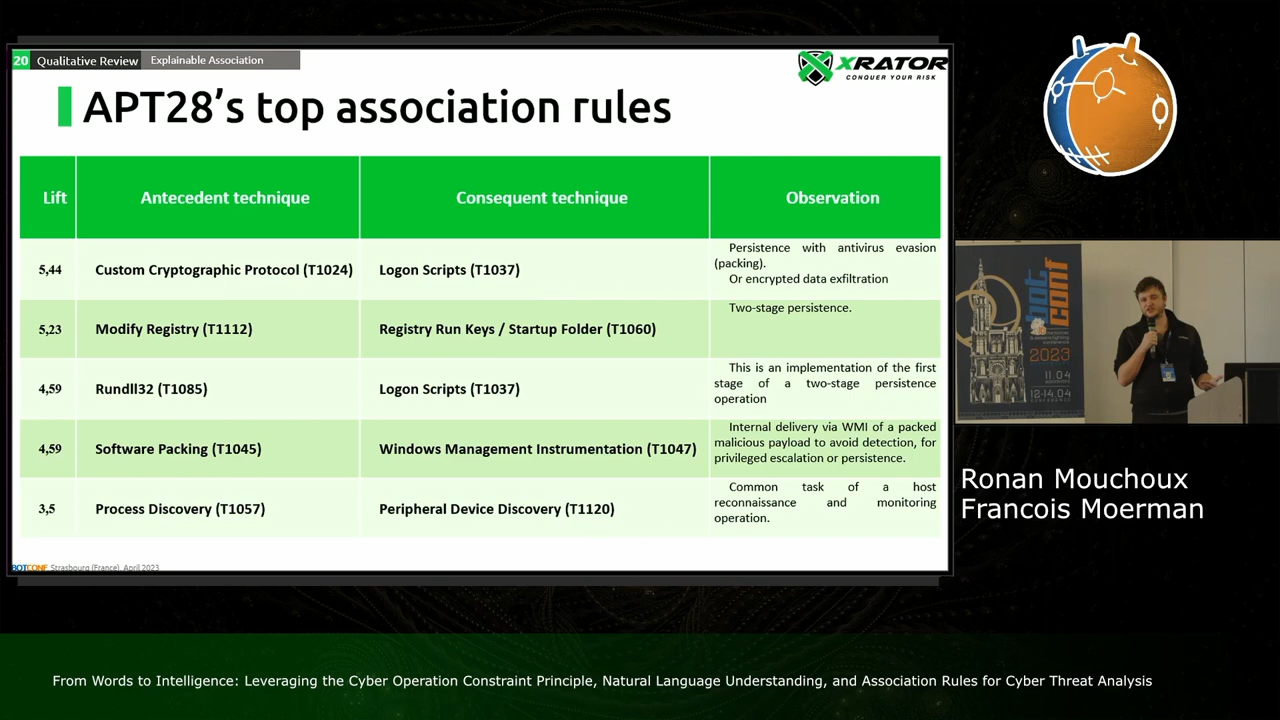 20 Qualitative Review Explainable Association
XRATOR
CONQUER YOUR RISK
APT28's top association rules
Lift Antecedent technique Consequent technique Observation
5,44 Custom Cryptographic Protocol (T1024) Logon Scripts (T1037)
Persistence with antivirus evasion
(packing).
Or encrypted data exfiltration
5,23 Modify Registry (T1112) Registry Run Keys / Startup Folder (T1060)
Two-stage persistence.
4,59 Rundll32 (T1085) Logon Scripts (T1037)
This is an implementation of the first
stage of a two-stage persistence
operation
4,59 Software Packing (T1045) Windows Management Instrumentation (T1047)
Internal delivery via WMI of a packed
malicious payload to avoid detection, for
privileged escalation or persistence.
3,5 Process Discovery (T1057) Peripheral Device Discovery (T1120)
Common task of a host
reconnaissance and monitoring
operation.
BOTCONF Strasbourg (France), April 2023
bot
conf
2023
11.04
12-14.04
Ronan Mouchoux
Francois Moerman
From Words to Intelligence: Leveraging the Cyber Operation Constraint Principle, Natural Language Understanding, and Association Rules for Cyber Threat Analysis